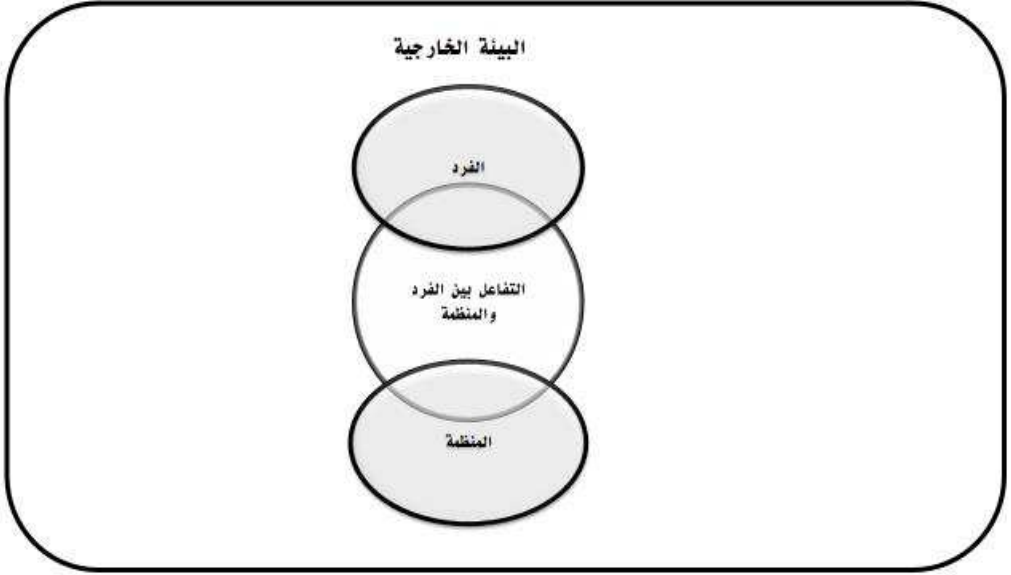 البيئة الخارجية
الفرد
التفاعل بين الفرد
والمنظمة
المنظمة